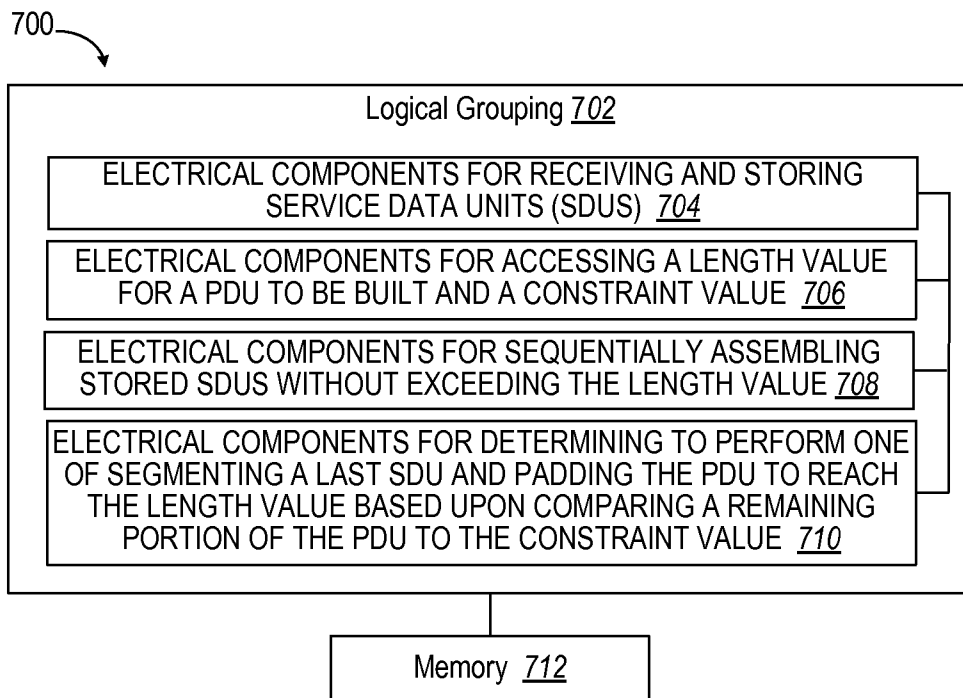 700
Logical Grouping 702
ELECTRICAL COMPONENTS FOR RECEIVING AND STORING
SERVICE DATA UNITS (SDUS) 704
ELECTRICAL COMPONENTS FOR ACCESSING A LENGTH VALUE
FOR A PDU TO BE BUILT AND A CONSTRAINT VALUE 706
ELECTRICAL COMPONENTS FOR SEQUENTIALLY ASSEMBLING
STORED SDUS WITHOUT EXCEEDING THE LENGTH VALUE 708
ELECTRICAL COMPONENTS FOR DETERMINING TO PERFORM ONE
OF SEGMENTING A LAST SDU AND PADDING THE PDU TO REACH
THE LENGTH VALUE BASED UPON COMPARING A REMAINING
PORTION OF THE PDU TO THE CONSTRAINT VALUE 710
Memory 712